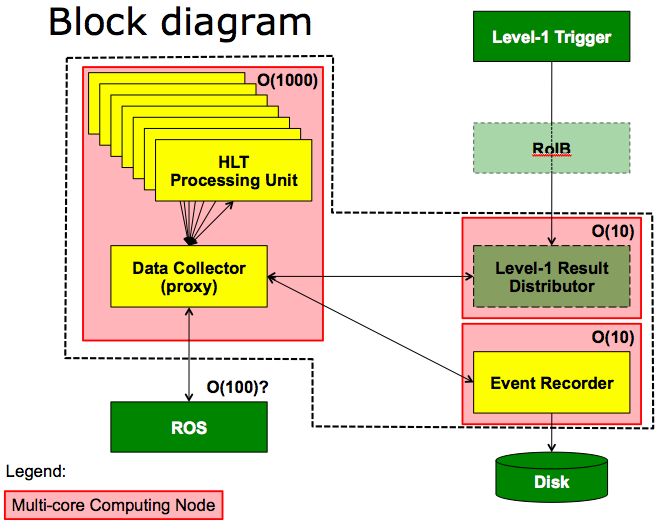 Block diagram
Level-1 Trigger
O(1000)
RoIB
HLT
Processing Unit
O(10)
Data Collector
(proxy)
Level-1 Result
Distributor
O(10)
Event Recorder
O(100)?
ROS
Legend:
Disk
Multi-core Computing Node